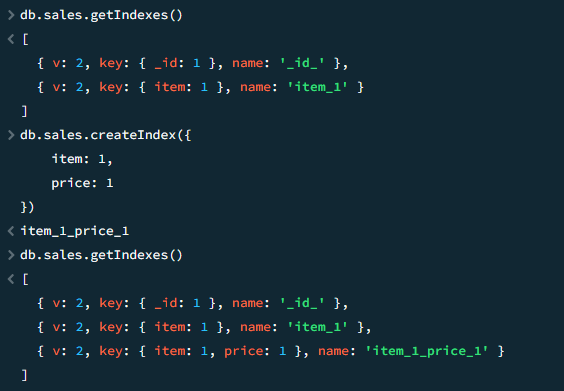 > db.sales.getIndexes()
< [
{ v: 2, key: { _id: 1 }, name: '_id_' },
{ v: 2, key: { item: 1 }, name: 'item_1' }
]
> db.sales.createIndex({
item: 1,
price: 1
})
< item_1_price_1
> db.sales.getIndexes()
< [
{ v: 2, key: { _id: 1 }, name: '_id_' },
{ v: 2, key: { item: 1 }, name: 'item_1' },
{ v: 2, key: { item: 1, price: 1 }, name: 'item_1_price_1' }
]